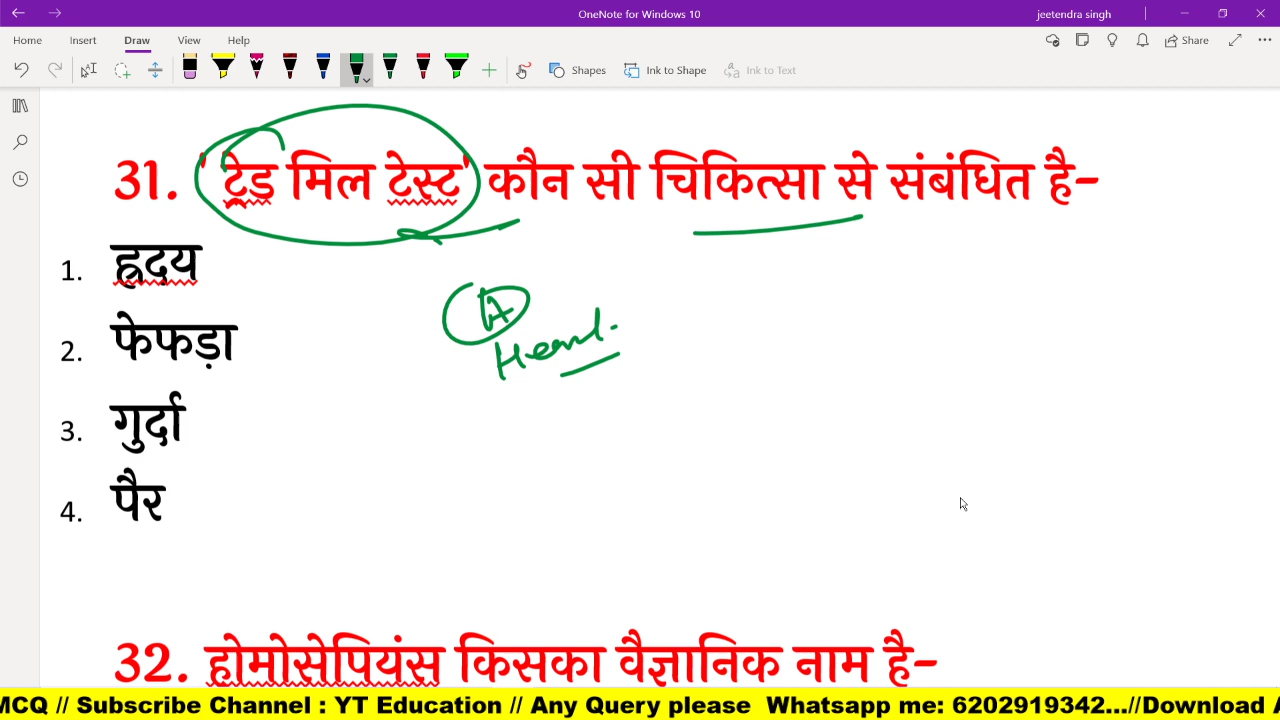 OneNote for Windows 10
jeetendra singh
Home Insert Draw View Help
Share
Shapes Ink to Shape Ink to Text
31. 'ट्रेड मिल टेस्ट' कौन सी चिकित्सा से संबंधित है-
1. ह्रदय
2. फेफड़ा
3. गुर्दा
4. पैर
A
Heart.
32. होमोसेपियंस किसका वैज्ञानिक नाम है-
MCQ // Subscribe Channel : YT Education // Any Query please Whatsapp me: 6202919342...//Download A